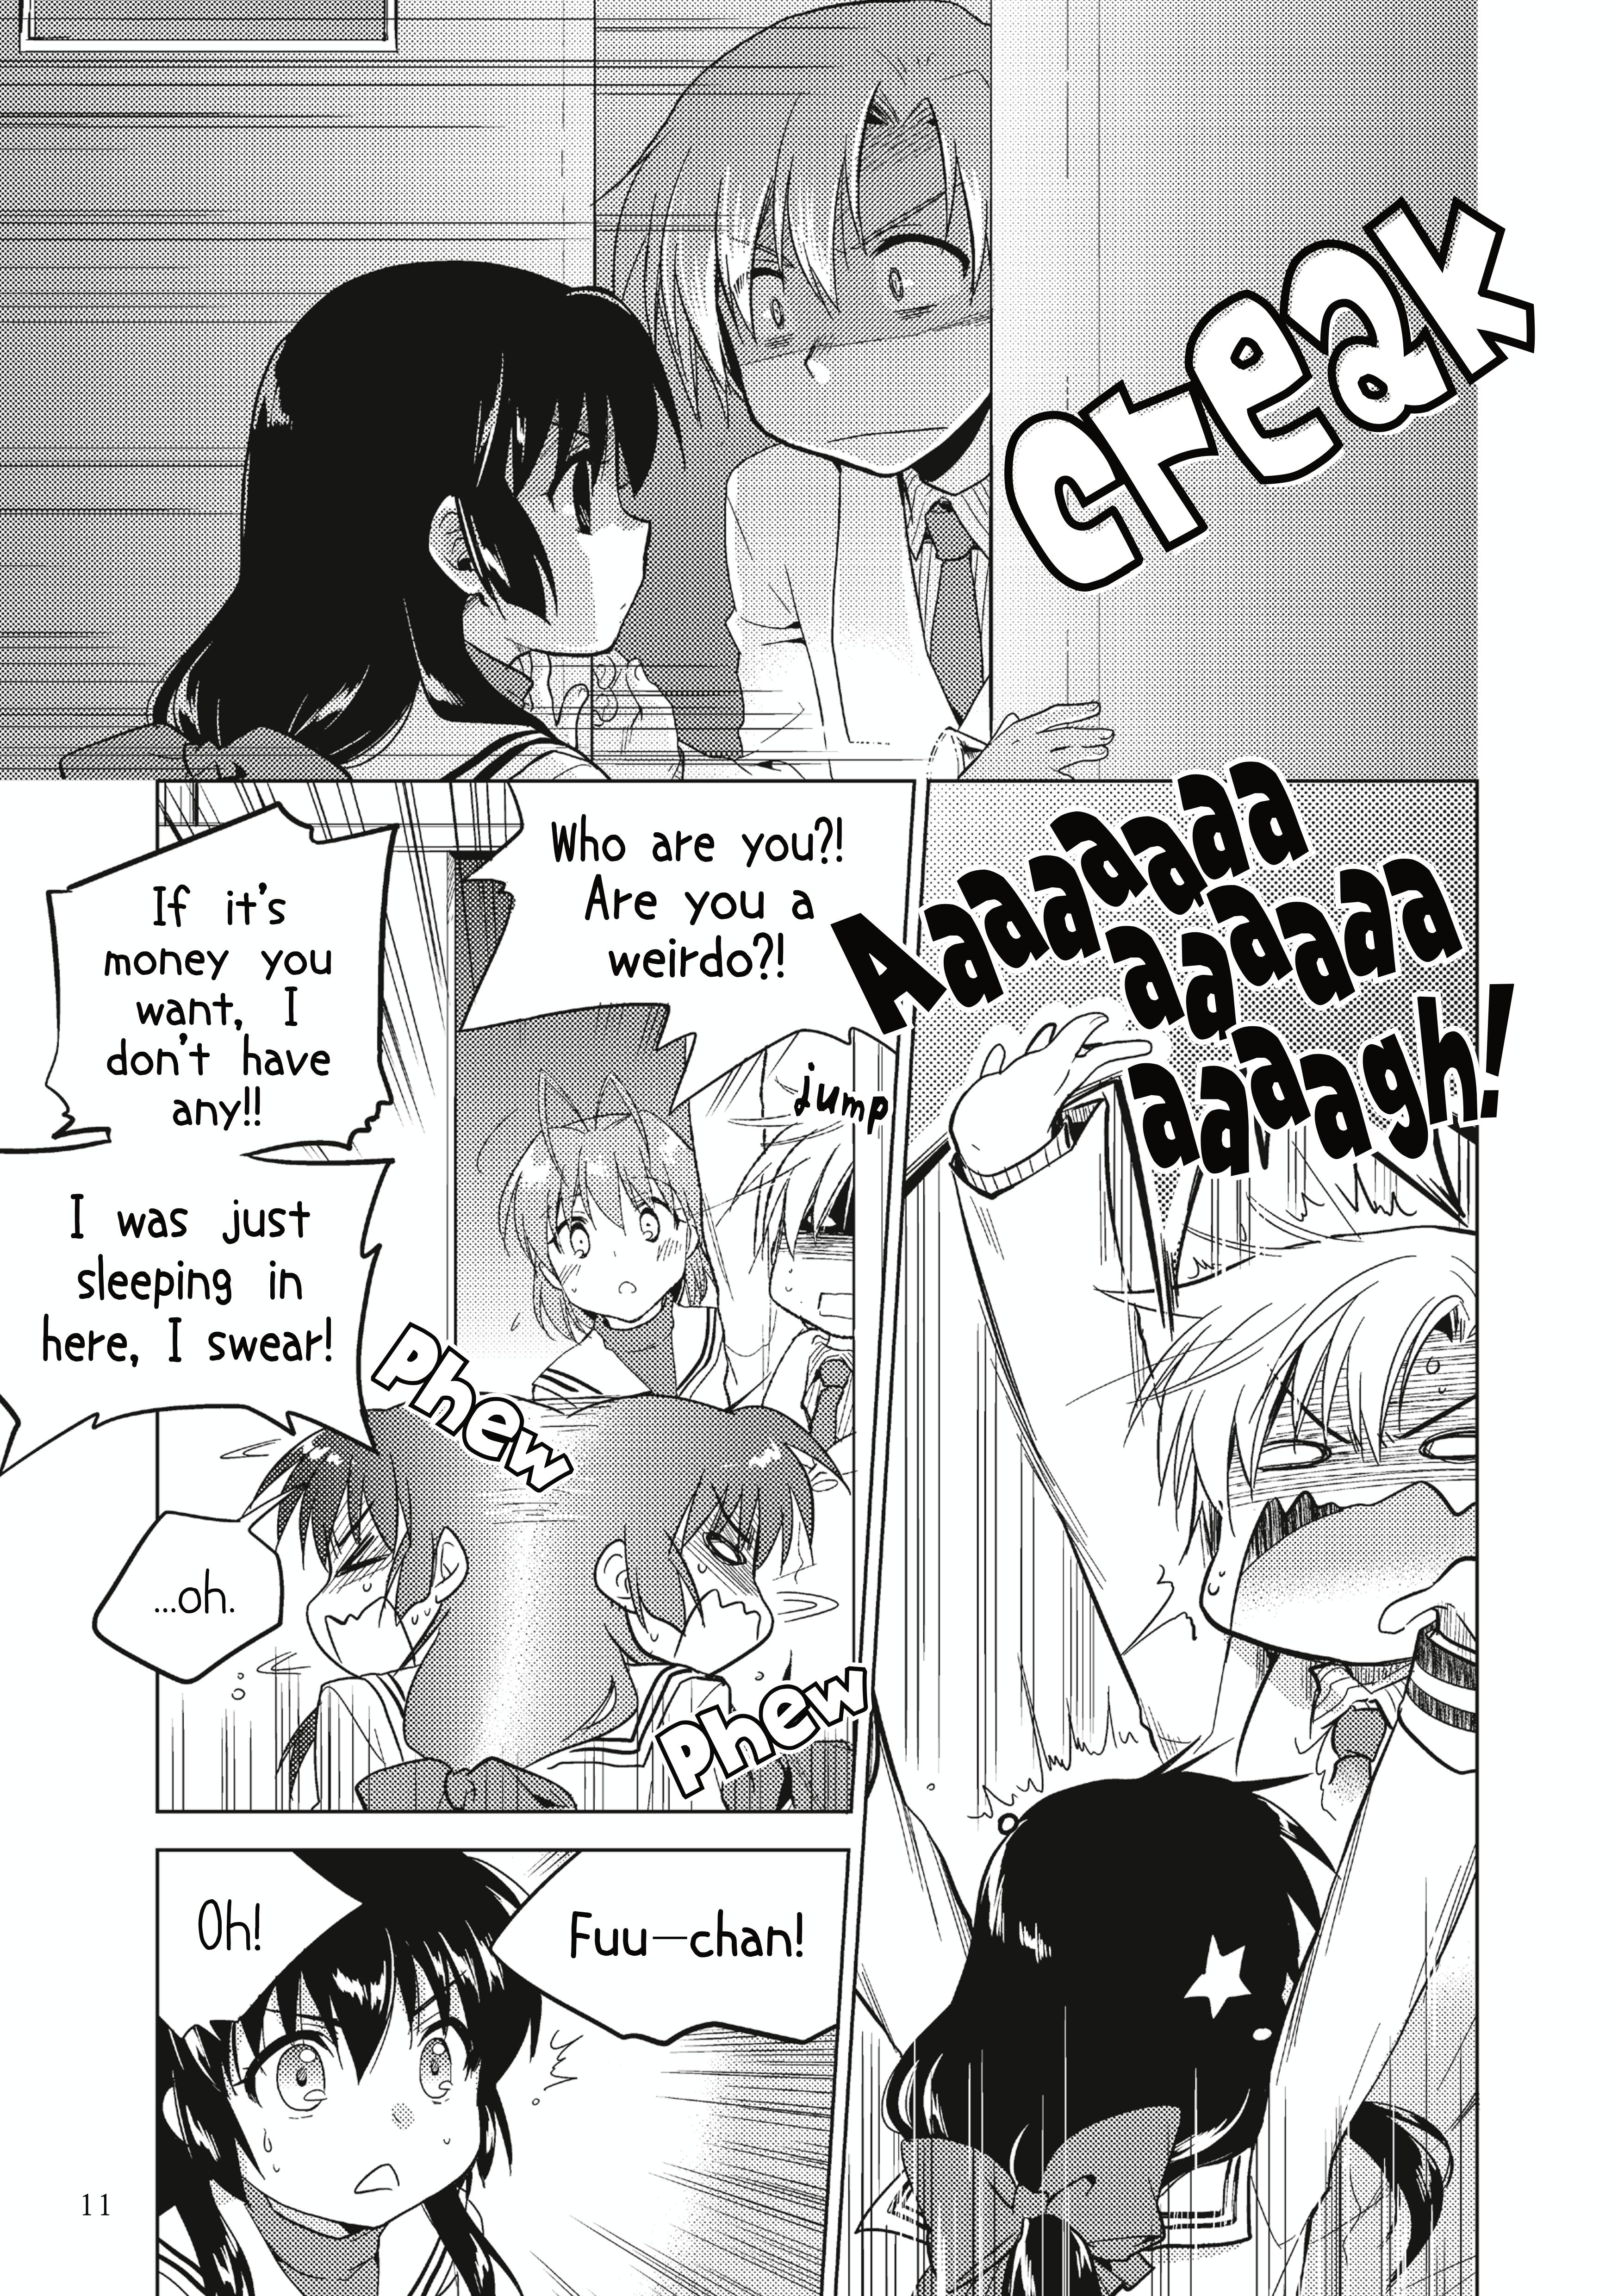 creak
Aaaaaaaa
aaaaaaa
aaaaagh!
Who are you?!
Are you a
weirdo?!
jump
If it's
money you
want, I
don't have
any!!
I was just
sleeping in
here, I swear!
Phew
Phew
...oh.
Fuu—chan!
Oh!
11